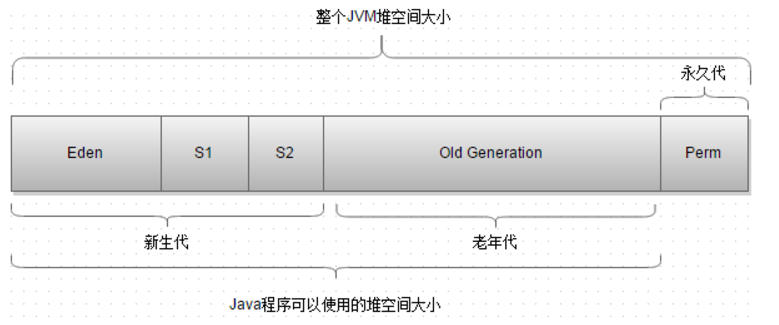 整个JVM堆空间大小
永久代
Eden
S1
S2
Old Generation
Perm
新生代
老年代
Java程序可以使用的堆空间大小